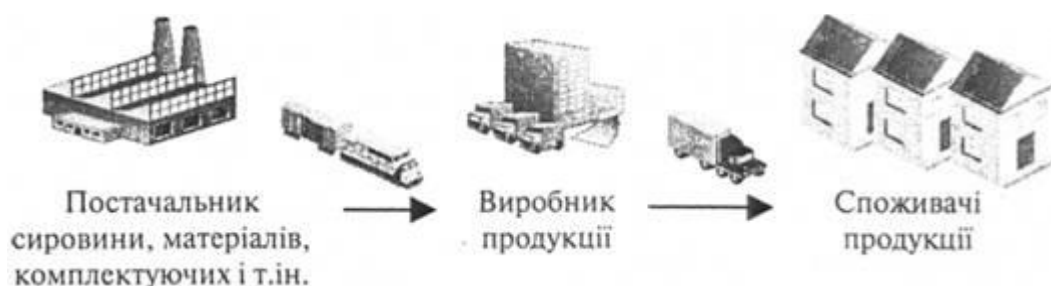 Постачальник
сировини, матеріалів,
комплектуючих і т.ін.
Виробник
продукції
Споживачі
продукції